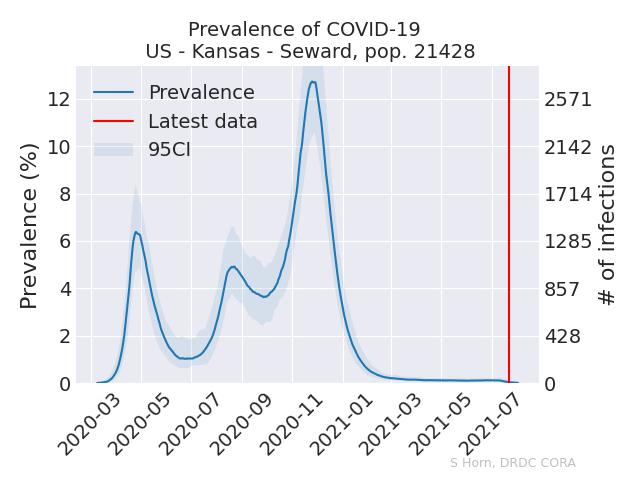 Prevalence of COVID-19
US - Kansas - Seward, pop. 21428
Prevalence
Latest data
95CI
Prevalence (%)
12
10
8
6
4
2
0
2571
2142
1714
1285
857
428
0
# of infections
2020-03
2020-05
2020-07
2020-09
2020-11
2021-01
2021-03
2021-05
2021-07
S Horn, DRDC CORA